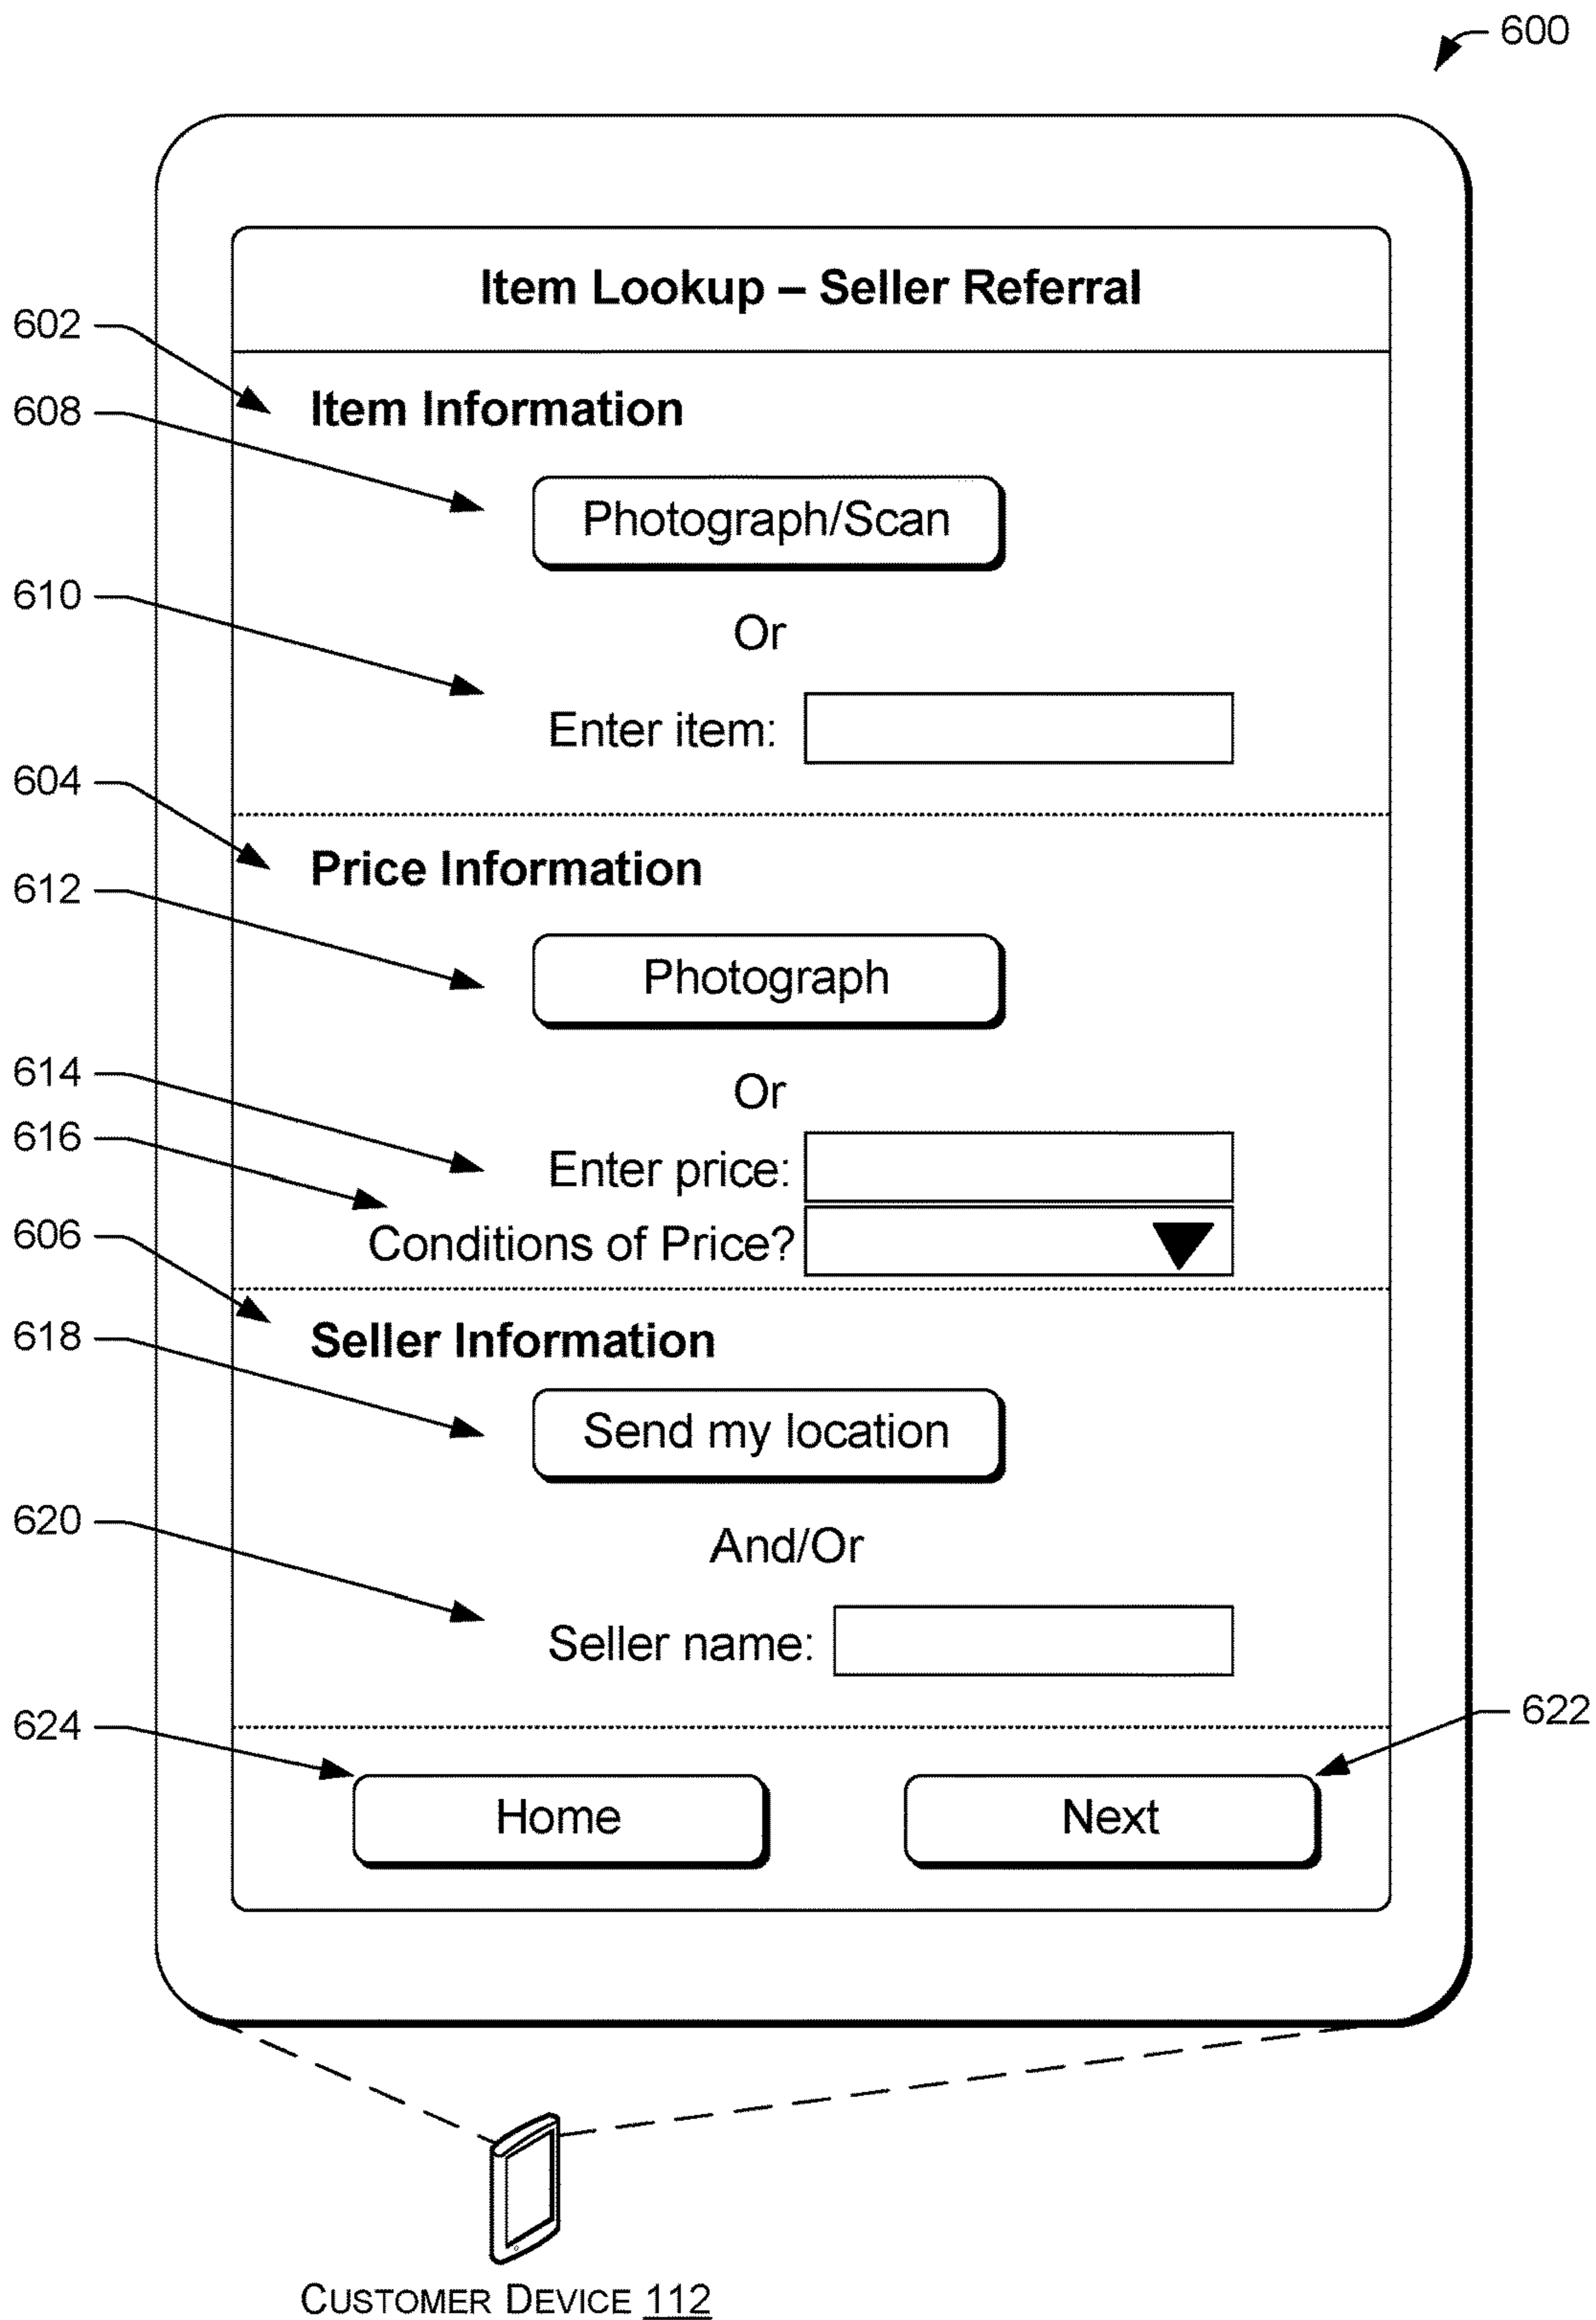 600
Item Lookup – Seller Referral
602
Item Information
608
Photograph/Scan
610
Or
Enter item:
604
Price Information
612
Photograph
614
Or
616
Enter price:
606
Conditions of Price?
618
Seller Information
Send my location
620
And/Or
Seller name:
624
622
Home
Next
CUSTOMER DEVICE 112